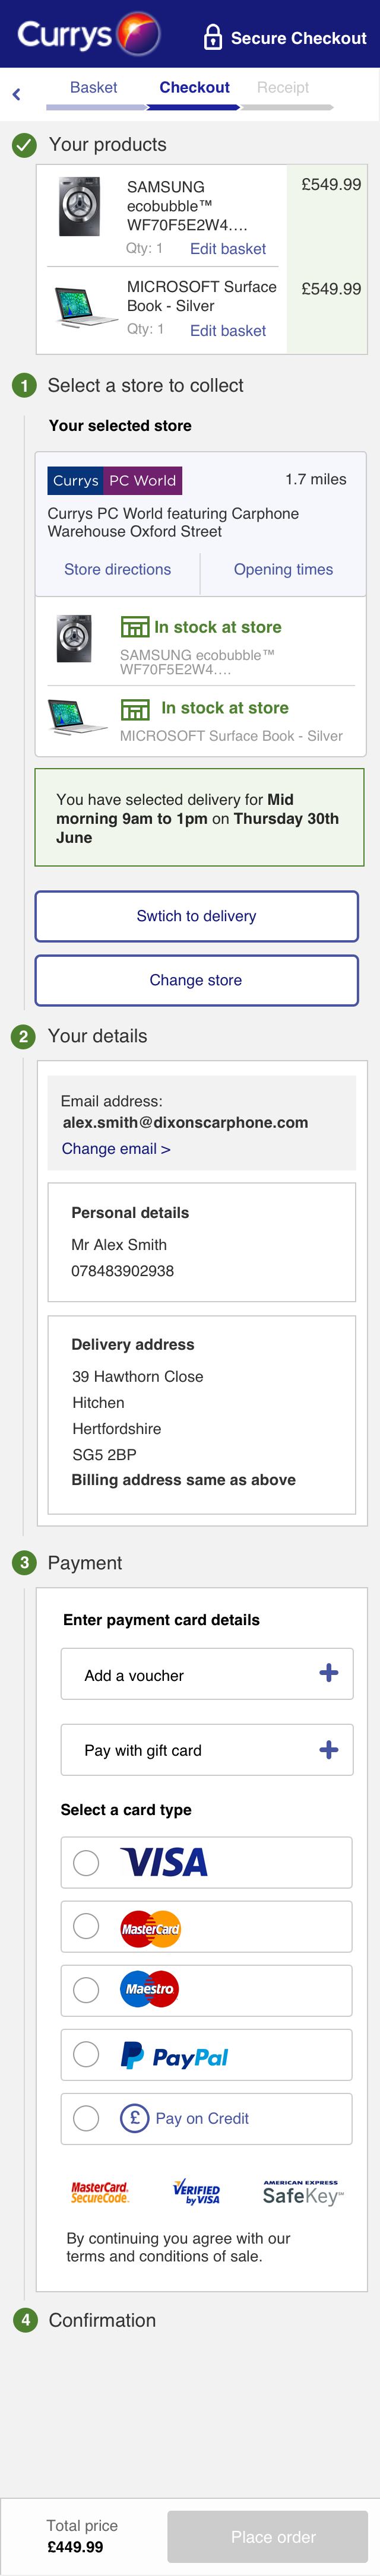 Currys
Secure Checkout
Basket
Checkout
Receipt
Your products
SAMSUNG
ecobubble™
WF70F5E2W4....
£549.99
Qty: 1
Edit basket
MICROSOFT Surface
Book - Silver
£549.99
Qty: 1
Edit basket
1 Select a store to collect
Your selected store
Currys PC World
1.7 miles
Currys PC World featuring Carphone
Warehouse Oxford Street
Store directions
Opening times
In stock at store
SAMSUNG ecobubble™
WF70F5E2W4....
In stock at store
MICROSOFT Surface Book - Silver
You have selected delivery for Mid
morning 9am to 1pm on Thursday 30th
June
Swtich to delivery
Change store
2 Your details
Email address:
alex.smith@dixonscarphone.com
Change email >
Personal details
Mr Alex Smith
078483902938
Delivery address
39 Hawthorn Close
Hitchen
Hertfordshire
SG5 2BP
Billing address same as above
3 Payment
Enter payment card details
Add a voucher
Pay with gift card
Select a card type
VISA
MasterCard
Maestro
PayPal
£ Pay on Credit
MasterCard.
SecureCode.
VERIFIED
by VISA
AMERICAN EXPRESS
SafeKey℠
By continuing you agree with our
terms and conditions of sale.
4 Confirmation
Total price
£449.99
Place order